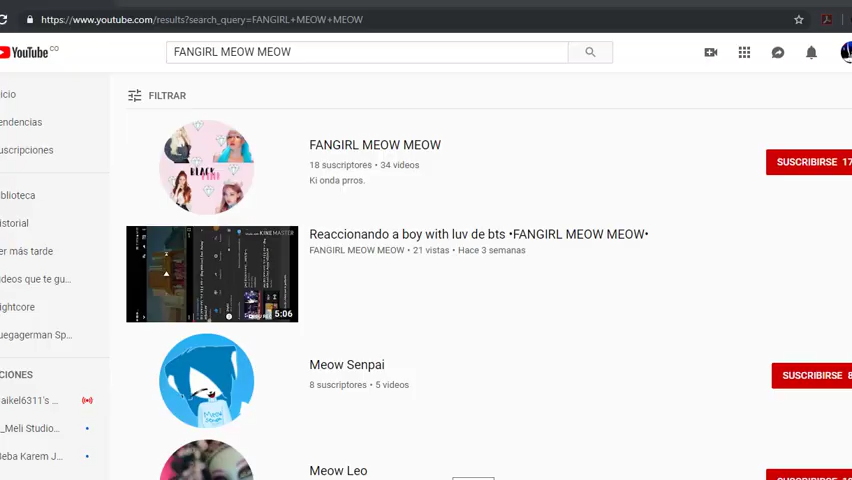 https://www.youtube.com/results?search_query=FANGIRL+MEOW+MEOW
YouTube CO
FANGIRL MEOW MEOW
icio
endencias
uscripciones
iblioteca
istorial
er más tarde
ideos que te gu...
ightcore
uegagerman Sp...
CIONES
aikel6311's ...
_Meli Studio...
Beba Karem J...
FILTRAR
BLACK
PINK
FANGIRL MEOW MEOW
18 suscriptores • 34 videos
Ki onda prros.
SUSCRIBIRSE 17
KINEMASTER
5:06
Reaccionando a boy with luv de bts •FANGIRL MEOW MEOW•
FANGIRL MEOW MEOW • 21 vistas • Hace 3 semanas
Meow
Meow Senpai
8 suscriptores • 5 videos
SUSCRIBIRSE 8
Meow Leo